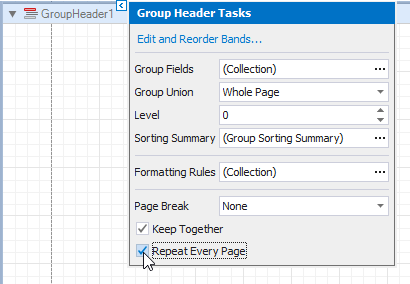 GroupHeader1
Group Header Tasks
Edit and Reorder Bands...
Group Fields (Collection) ...
Group Union Whole Page
Level 0
Sorting Summary (Group Sorting Summary) ...
Formatting Rules (Collection) ...
Page Break None
Keep Together
Repeat Every Page